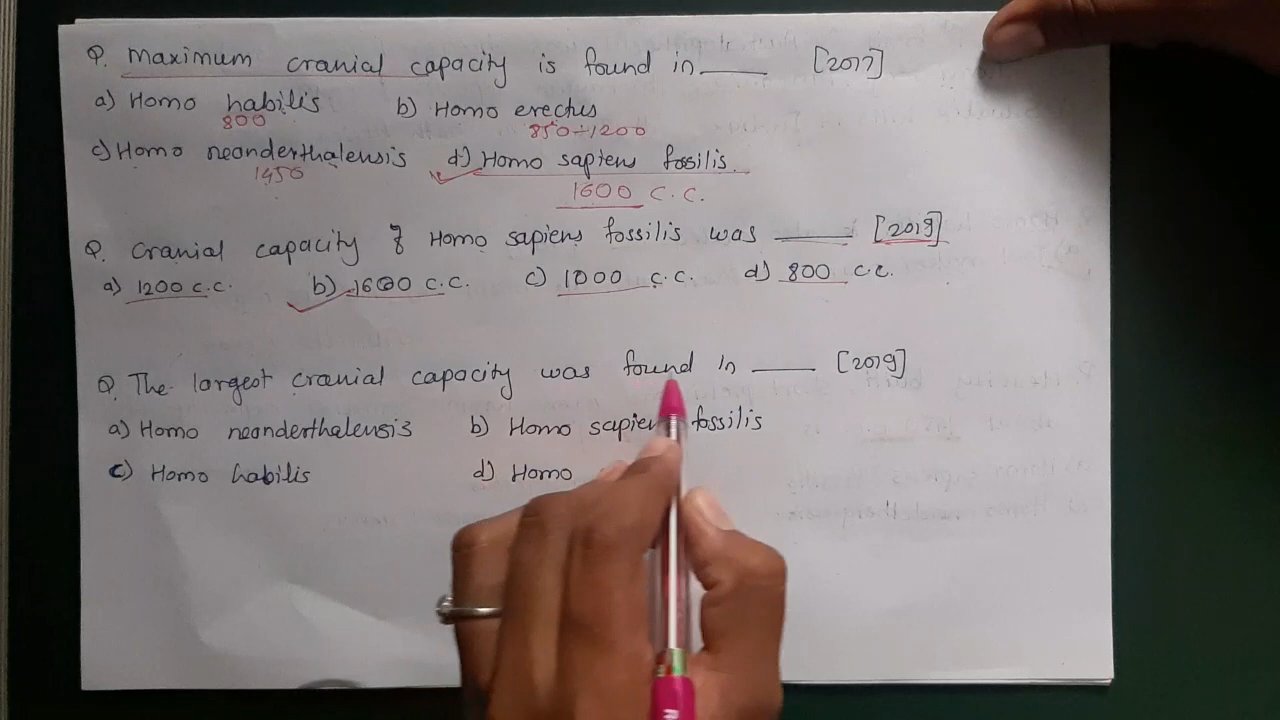 Q. Maximum cranial capacity is found in ____ [2017]
a) Homo habilis b) Homo erectus
800 850-1200
c) Homo neanderthalensis d) Homo sapiens fossilis.
1450
1600 C.C.
Q. Cranial capacity of Homo sapiens fossilis was ____ [2019]
a) 1200 c.c. b) 1600 c.c. c) 1000 c.c. d) 800 c.c.
Q. The largest cranial capacity was found in ____ [2019]
a) Homo neanderthalensis b) Homo sapiens fossilis
c) Homo habilis d) Homo